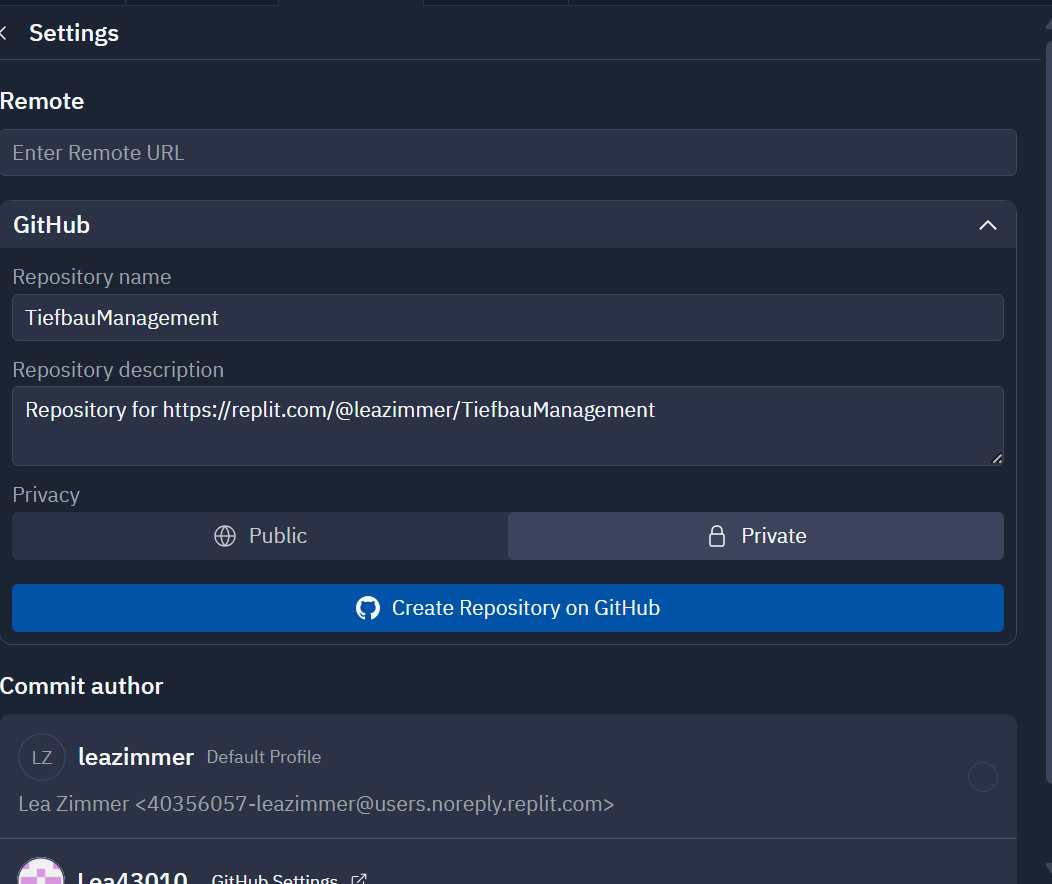 Settings
Remote
Enter Remote URL
GitHub
Repository name
TiefbauManagement
Repository description
Repository for https://replit.com/@leazimmer/TiefbauManagement
Privacy
Public
Private
Create Repository on GitHub
Commit author
LZ leazimmer Default Profile
Lea Zimmer <40356057-leazimmer@users.noreply.replit.com>
Lea43010 GitHub Settings